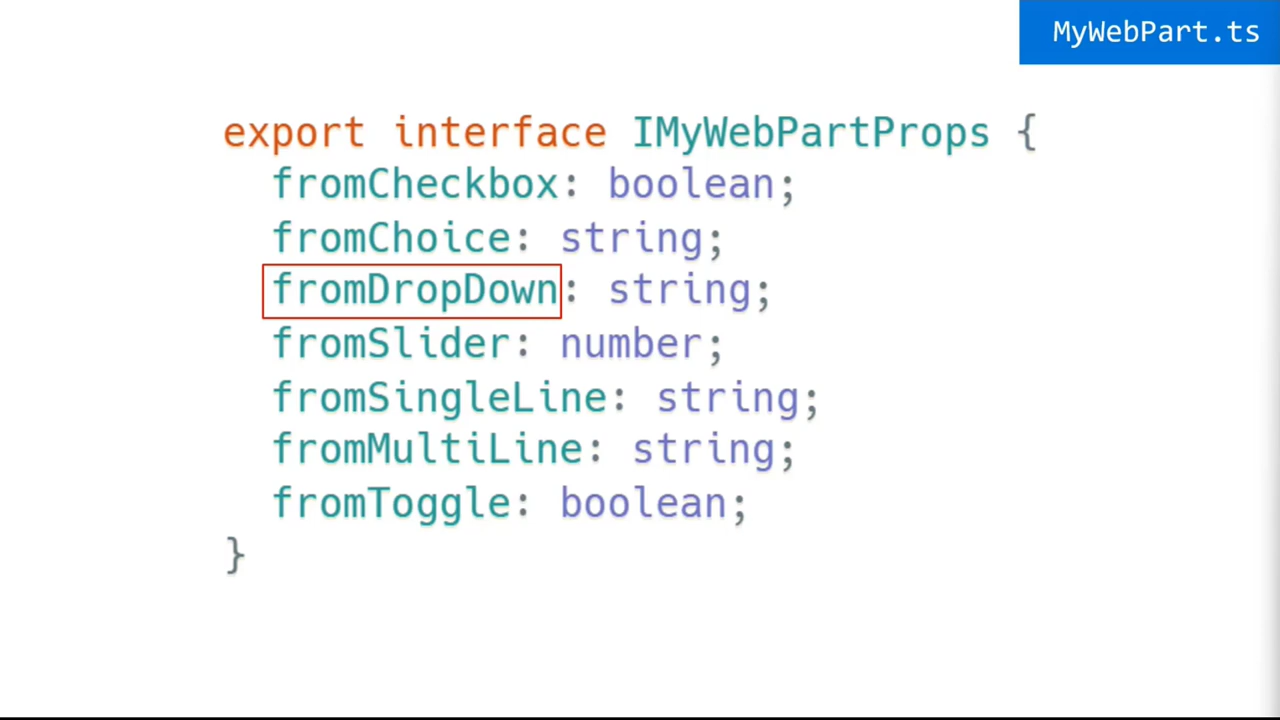 MyWebPart.ts
export interface IMyWebPartProps {
fromCheckbox: boolean;
fromChoice: string;
fromDropDown: string;
fromSlider: number;
fromSingleLine: string;
fromMultiLine: string;
fromToggle: boolean;
}